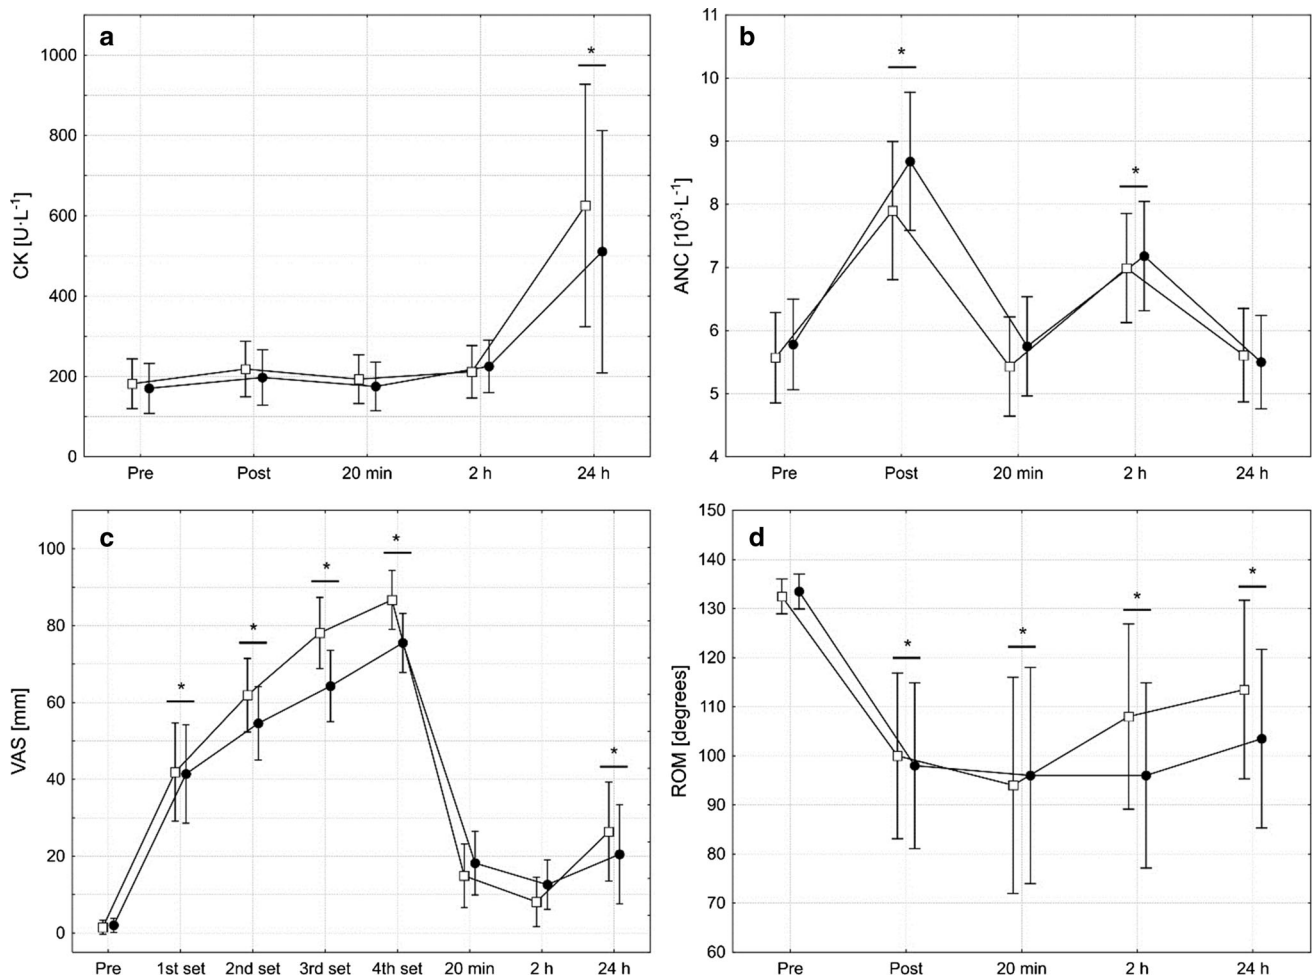 a
1000
800
600
400
200
0
CK [U·L⁻¹]
Pre Post 20 min 2 h 24 h
*
b
11
10
9
8
7
6
5
4
ANC [10³·L⁻¹]
Pre Post 20 min 2 h 24 h
* *
c
100
80
60
40
20
0
VAS [mm]
Pre 1st set 2nd set 3rd set 4th set 20 min 2 h 24 h
* * * * *
d
150
140
130
120
110
100
90
80
70
60
ROM [degrees]
Pre Post 20 min 2 h 24 h
* * * *